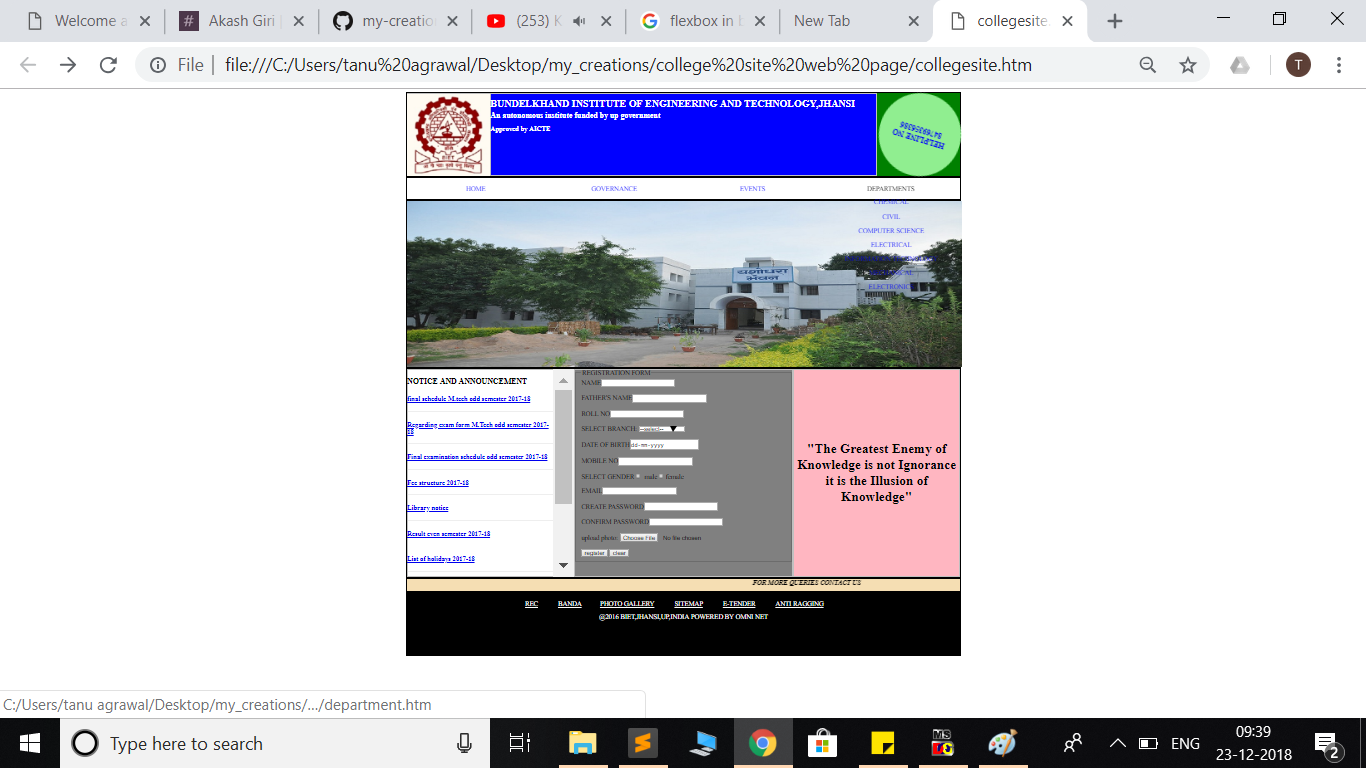 Welcome a
Akash Giri
my-creatio
(253) K
flexbox in b
New Tab
collegesite.
File
file:///C:/Users/tanu%20agrawal/Desktop/my_creations/college%20site%20web%20page/collegesite.htm
T
BUNDELKHAND INSTITUTE OF ENGINEERING AND TECHNOLOGY,JHANSI
An autonomous institute funded by up government
Approved by AICTE
HELPLINE NO
HOME
GOVERNANCE
EVENTS
DEPARTMENTS
CHEMICAL
CIVIL
COMPUTER SCIENCE
ELECTRICAL
ELECTRONIC
यशोधरा
भवन
BIET
NOTICE AND ANNOUNCEMENT
final schedule M.tech odd semester 2017-18
Regarding exam form M.Tech odd semester 2017-
18
Final examination schedule odd semester 2017-18
Fee structure 2017-18
Library notice
Result even semester 2017-18
List of holidays 2017-18
REGISTRATION FORM
NAME
FATHER'S NAME
ROLL NO
SELECT BRANCH: --select--
DATE OF BIRTH dd-mm-yyyy
MOBILE NO
SELECT GENDER male female
EMAIL
CREATE PASSWORD
CONFIRM PASSWORD
upload photo: Choose File No file chosen
register clear
"The Greatest Enemy of
Knowledge is not Ignorance
it is the Illusion of
Knowledge"
FOR MORE QUERIES CONTACT US
REC BANDA PHOTO GALLERY SITEMAP E-TENDER ANTI RAGGING
@2016 BIET,JHANSI,UP,INDIA POWERED BY OMNI NET
C:/Users/tanu agrawal/Desktop/my_creations/.../department.htm
Type here to search
ENG
09:39
23-12-2018
2